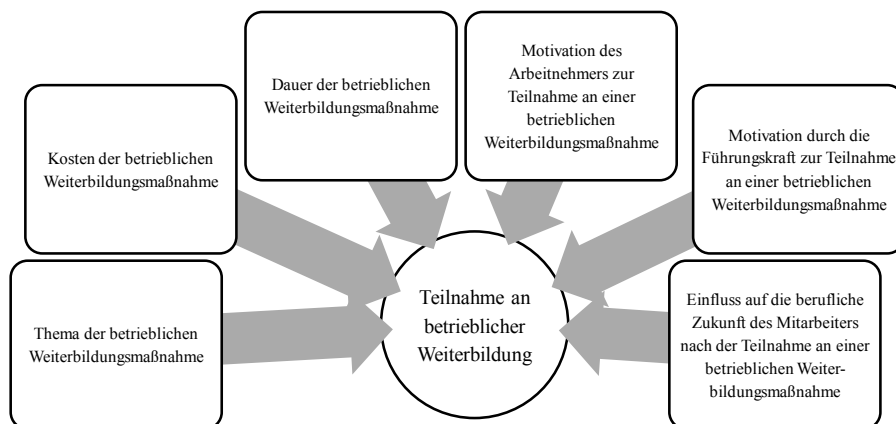 Thema der betrieblichen
Weiterbildungsmaßnahme
Kosten der betrieblichen
Weiterbildungsmaßnahme
Dauer der betrieblichen
Weiterbildungsmaßnahme
Motivation des
Arbeitnehmers zur
Teilnahme an einer
betrieblichen
Weiterbildungsmaßnahme
Motivation durch die
Führungskraft zur Teilnahme
an einer betrieblichen
Weiterbildungsmaßnahme
Einfluss auf die berufliche
Zukunft des Mitarbeiters
nach der Teilnahme an einer
betrieblichen Weiter-
bildungsmaßnahme
Teilnahme an
betrieblicher
Weiterbildung